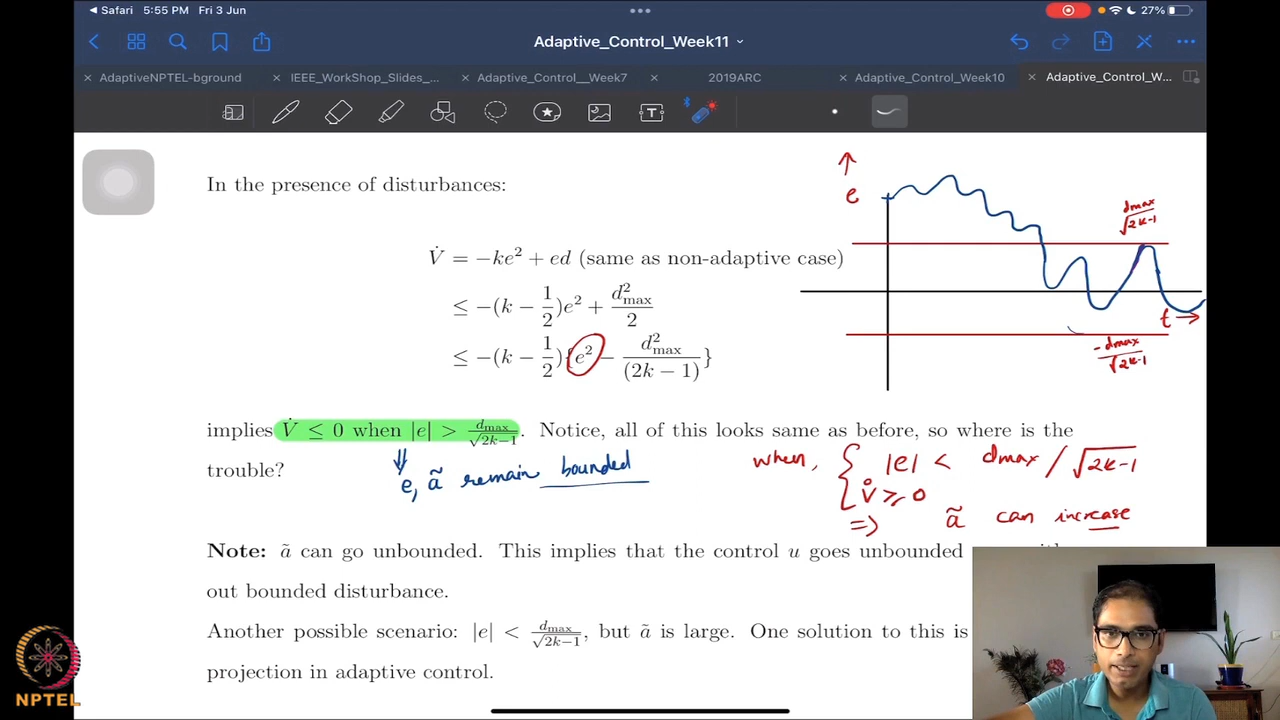 Safari 5:55 PM Fri 3 Jun 27%
Adaptive_Control_Week11
AdaptiveNPTEL-bground IEEE_WorkShop_Slides_... Adaptive_Control__Week7 2019ARC Adaptive_Control_Week10 Adaptive_Control_W...
In the presence of disturbances:
V̇ = −ke² + ed (same as non-adaptive case)
≤ −(k − 1/2)e² + d²max/2
≤ −(k − 1/2){e² − d²max/(2k − 1)}
e
dmax/√2k-1
t →
-dmax/√2k-1
implies V̇ ≤ 0 when |e| > dmax/√2k−1. Notice, all of this looks same as before, so where is the
trouble?
e, ã remain bounded
when, |e| < dmax/√2k-1
V̇ ≥ 0
⇒ ã can increase
Note: ã can go unbounded. This implies that the control u goes unbounded
out bounded disturbance.
Another possible scenario: |e| < dmax/√2k−1, but ã is large. One solution to this is
projection in adaptive control.
NPTEL